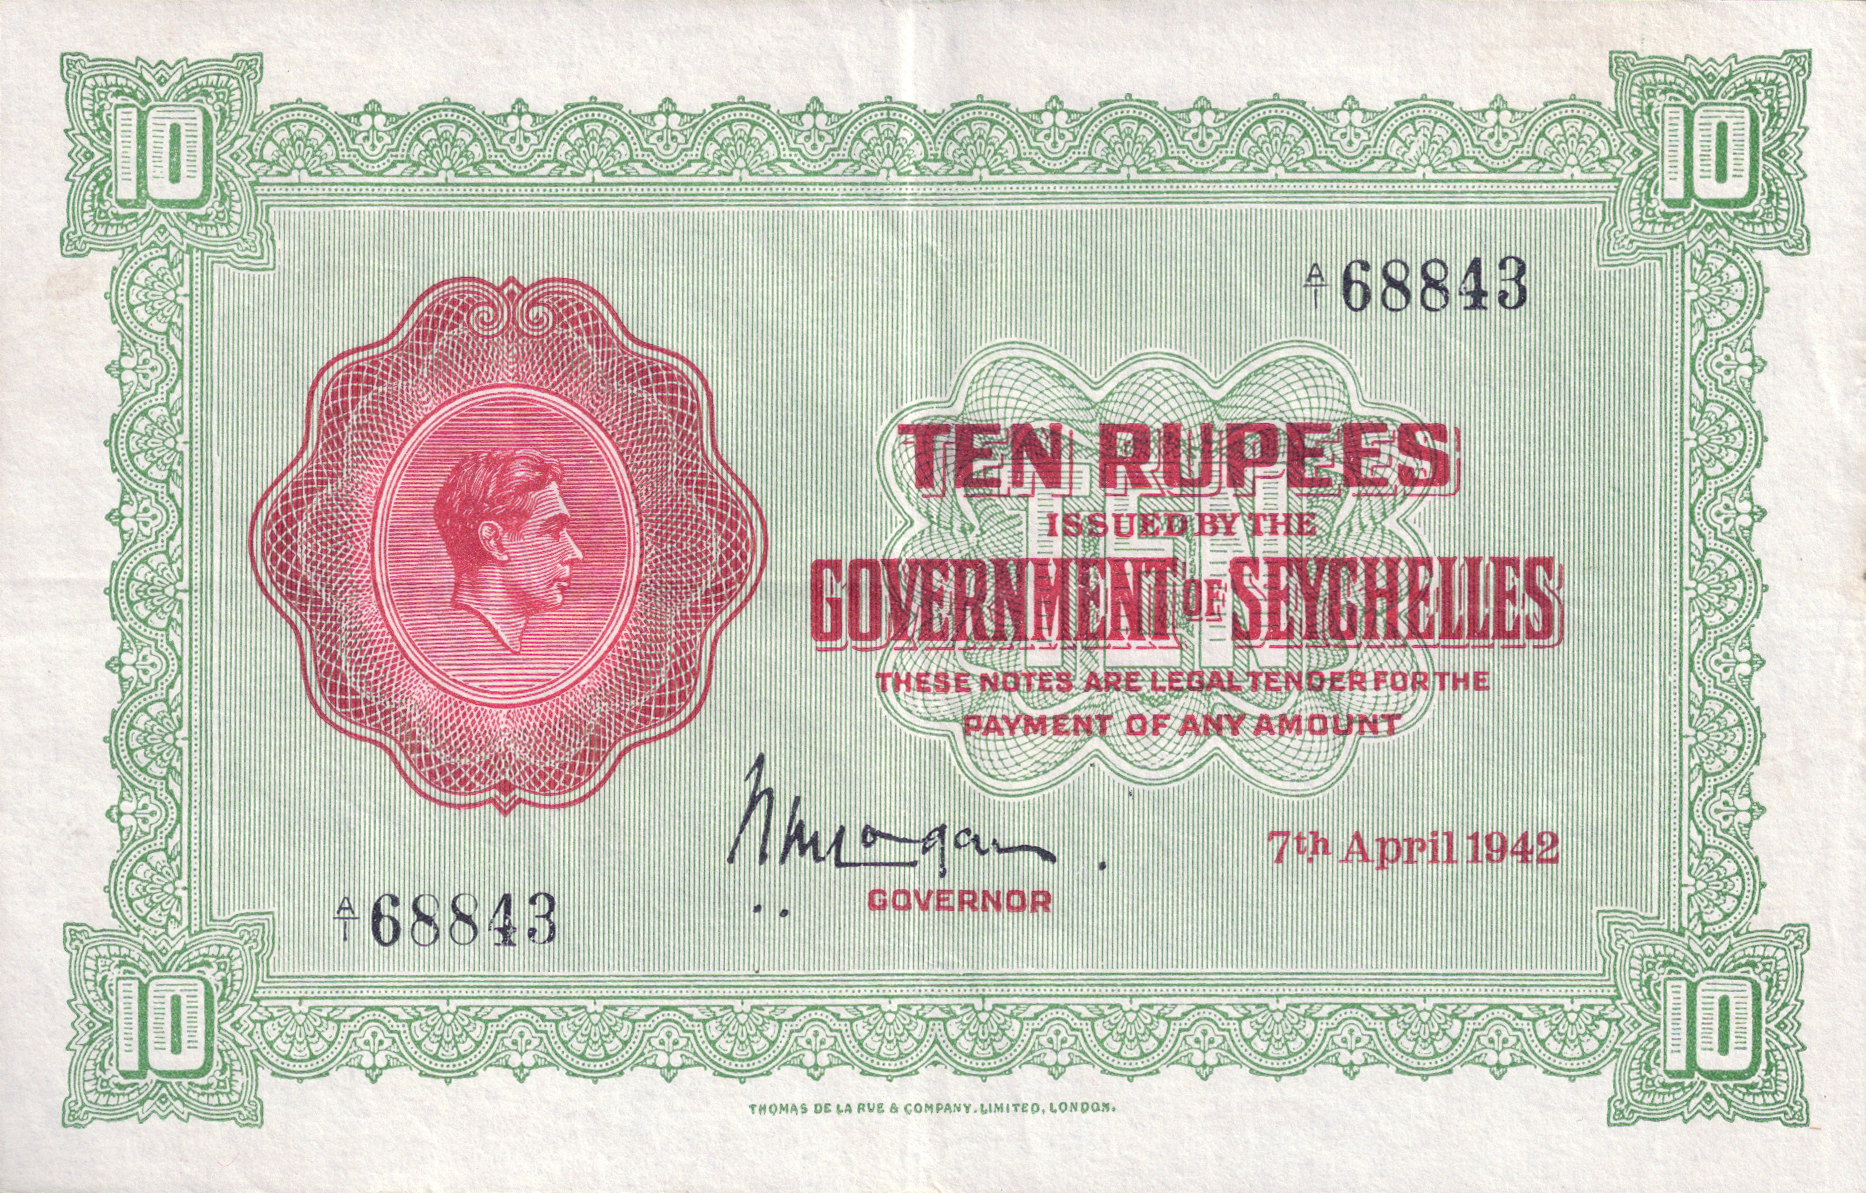 10
10
A/1 68843
TEN RUPEES
TEN
ISSUED BY THE
GOVERNMENT OF SEYCHELLES
THESE NOTES ARE LEGAL TENDER FOR THE
PAYMENT OF ANY AMOUNT
7th April 1942
GOVERNOR
A/1 68843
10
10
THOMAS DE LA RUE & COMPANY, LIMITED, LONDON.